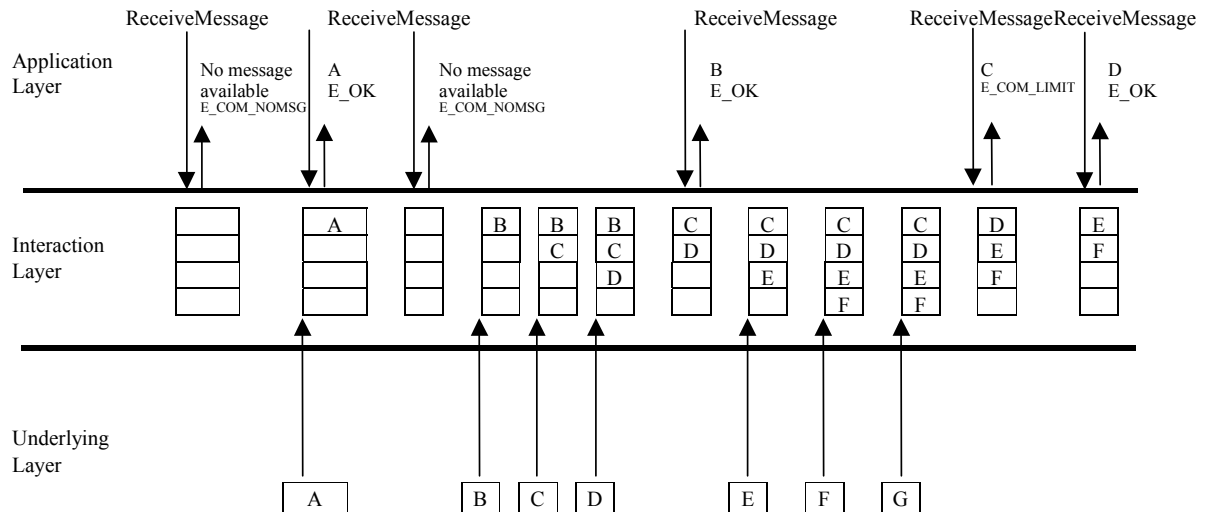 ReceiveMessage ReceiveMessage ReceiveMessage ReceiveMessage ReceiveMessageReceiveMessage
Application
Layer
No message
available
E_COM_NOMSG
A
E_OK
No message
available
E_COM_NOMSG
B
E_OK
C
E_COM_LIMIT
D
E_OK
Interaction
Layer
A B B B C C C C D E
C C D D D D E F
D E E E F
F F
Underlying
Layer
A B C D E F G